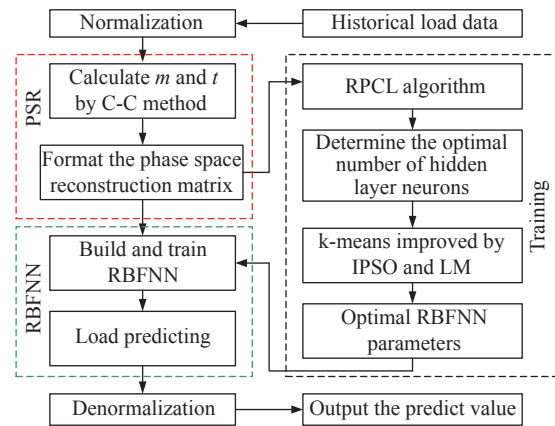 Normalization
Historical load data
PSR
Calculate m and t
by C-C method
Format the phase space
reconstruction matrix
RPCL algorithm
Determine the optimal
number of hidden
layer neurons
k-means improved by
IPSO and LM
Optimal RBFNN
parameters
Training
RBFNN
Build and train
RBFNN
Load predicting
Denormalization
Output the predict value